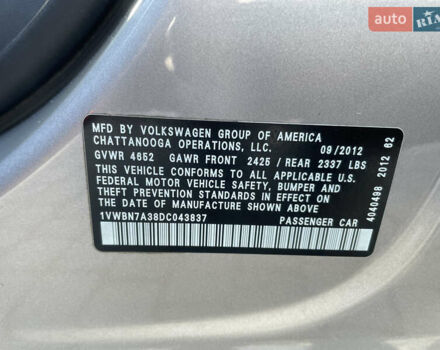 AUTO RIA
MFD BY VOLKSWAGEN GROUP OF AMERICA
CHATTANOOGA OPERATIONS, LLC. 09/2012
GVWR 4652 GAWR FRONT 2425 / REAR 2337 LBS
THIS VEHICLE CONFORMS TO ALL APPLICABLE U.S.
FEDERAL MOTOR VEHICLE SAFETY, BUMPER AND
THEFT PREVENTION STANDARDS IN EFFECT ON
THE DATE OF MANUFACTURE SHOWN ABOVE.
1VWBN7A38DC043837 PASSENGER CAR
4040498 2012 62